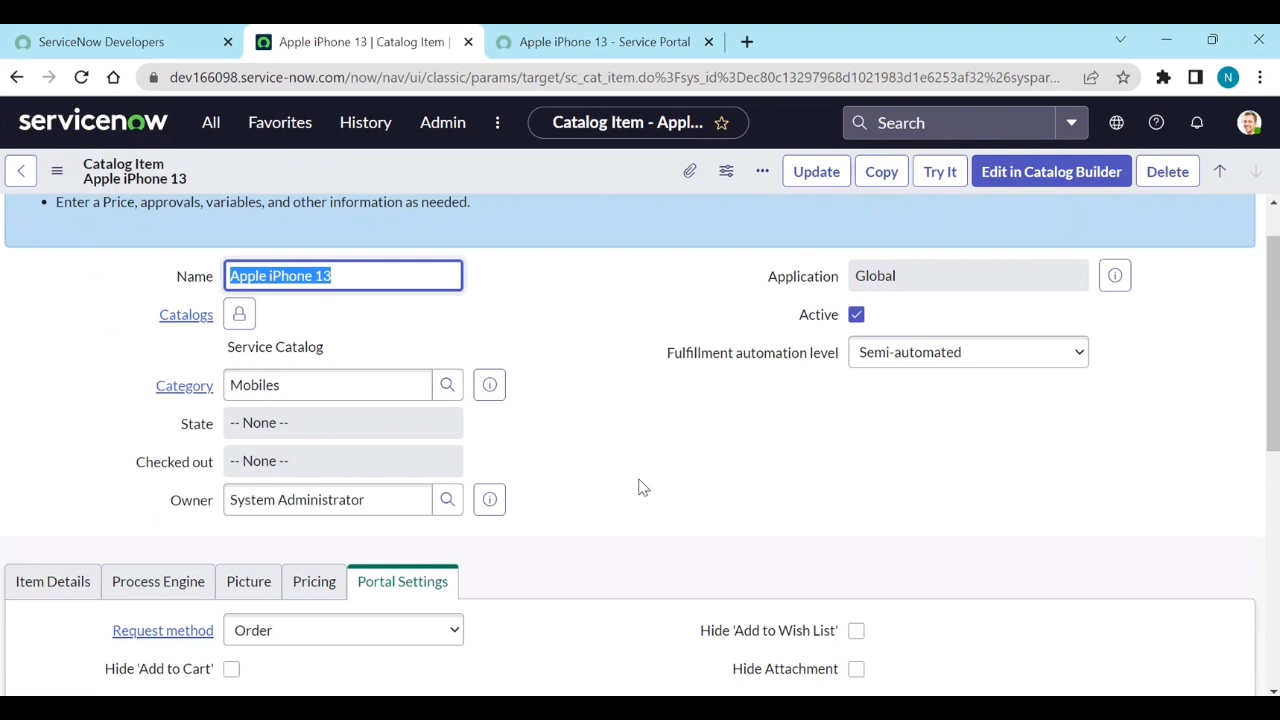 ServiceNow Developers
Apple iPhone 13 | Catalog Item |
Apple iPhone 13 - Service Portal
dev166098.service-now.com/now/nav/ui/classic/params/target/sc_cat_item.do%3Fsys_id%3Dec80c13297968d1021983d1e6253af32%26syspar...
N
servicenow
All
Favorites
History
Admin
Catalog Item - Appl...
Search
Catalog Item
Apple iPhone 13
Update
Copy
Try It
Edit in Catalog Builder
Delete
• Enter a Price, approvals, variables, and other information as needed.
Name
Apple iPhone 13
Application
Global
Catalogs
Active
Service Catalog
Fulfillment automation level
Semi-automated
Category
Mobiles
State
-- None --
Checked out
-- None --
Owner
System Administrator
Item Details
Process Engine
Picture
Pricing
Portal Settings
Request method
Order
Hide 'Add to Wish List'
Hide 'Add to Cart'
Hide Attachment